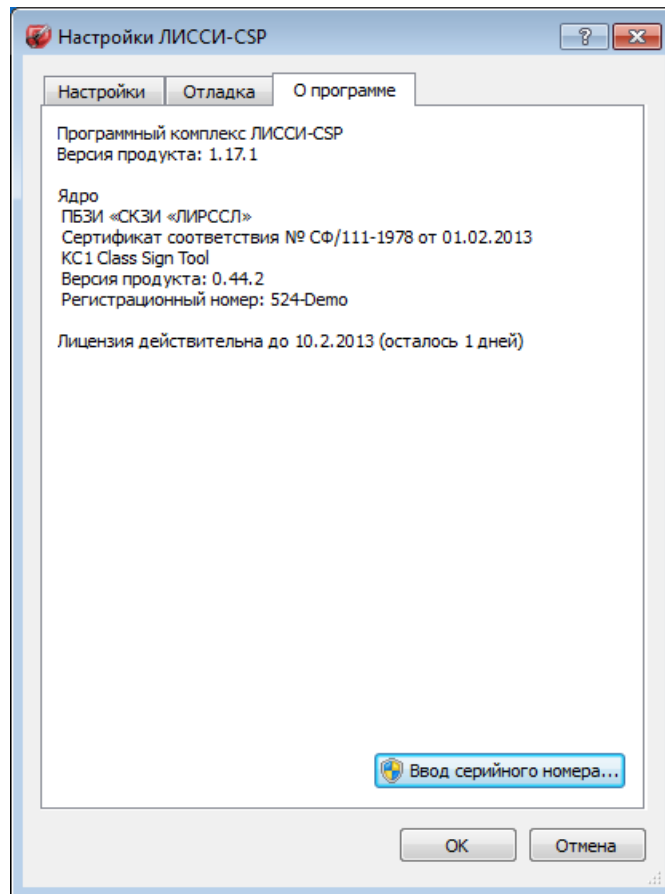 Настройки ЛИССИ-CSP
?
Настройки
Отладка
О программе
Программный комплекс ЛИССИ-CSP
Версия продукта: 1.17.1
Ядро
ПБЗИ «СКЗИ «ЛИРССЛ»
Сертификат соответствия № СФ/111-1978 от 01.02.2013
KC1 Class Sign Tool
Версия продукта: 0.44.2
Регистрационный номер: 524-Demo
Лицензия действительна до 10.2.2013 (осталось 1 дней)
Ввод серийного номера...
ОК
Отмена